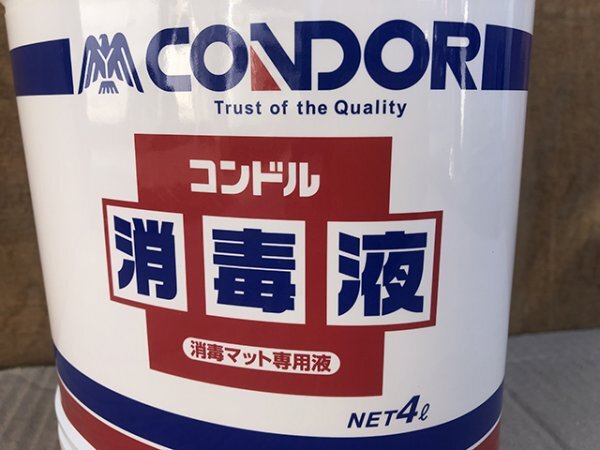 CONDOR
Trust of the Quality
コンドル
消毒液
消毒マット専用液
NET4ℓ